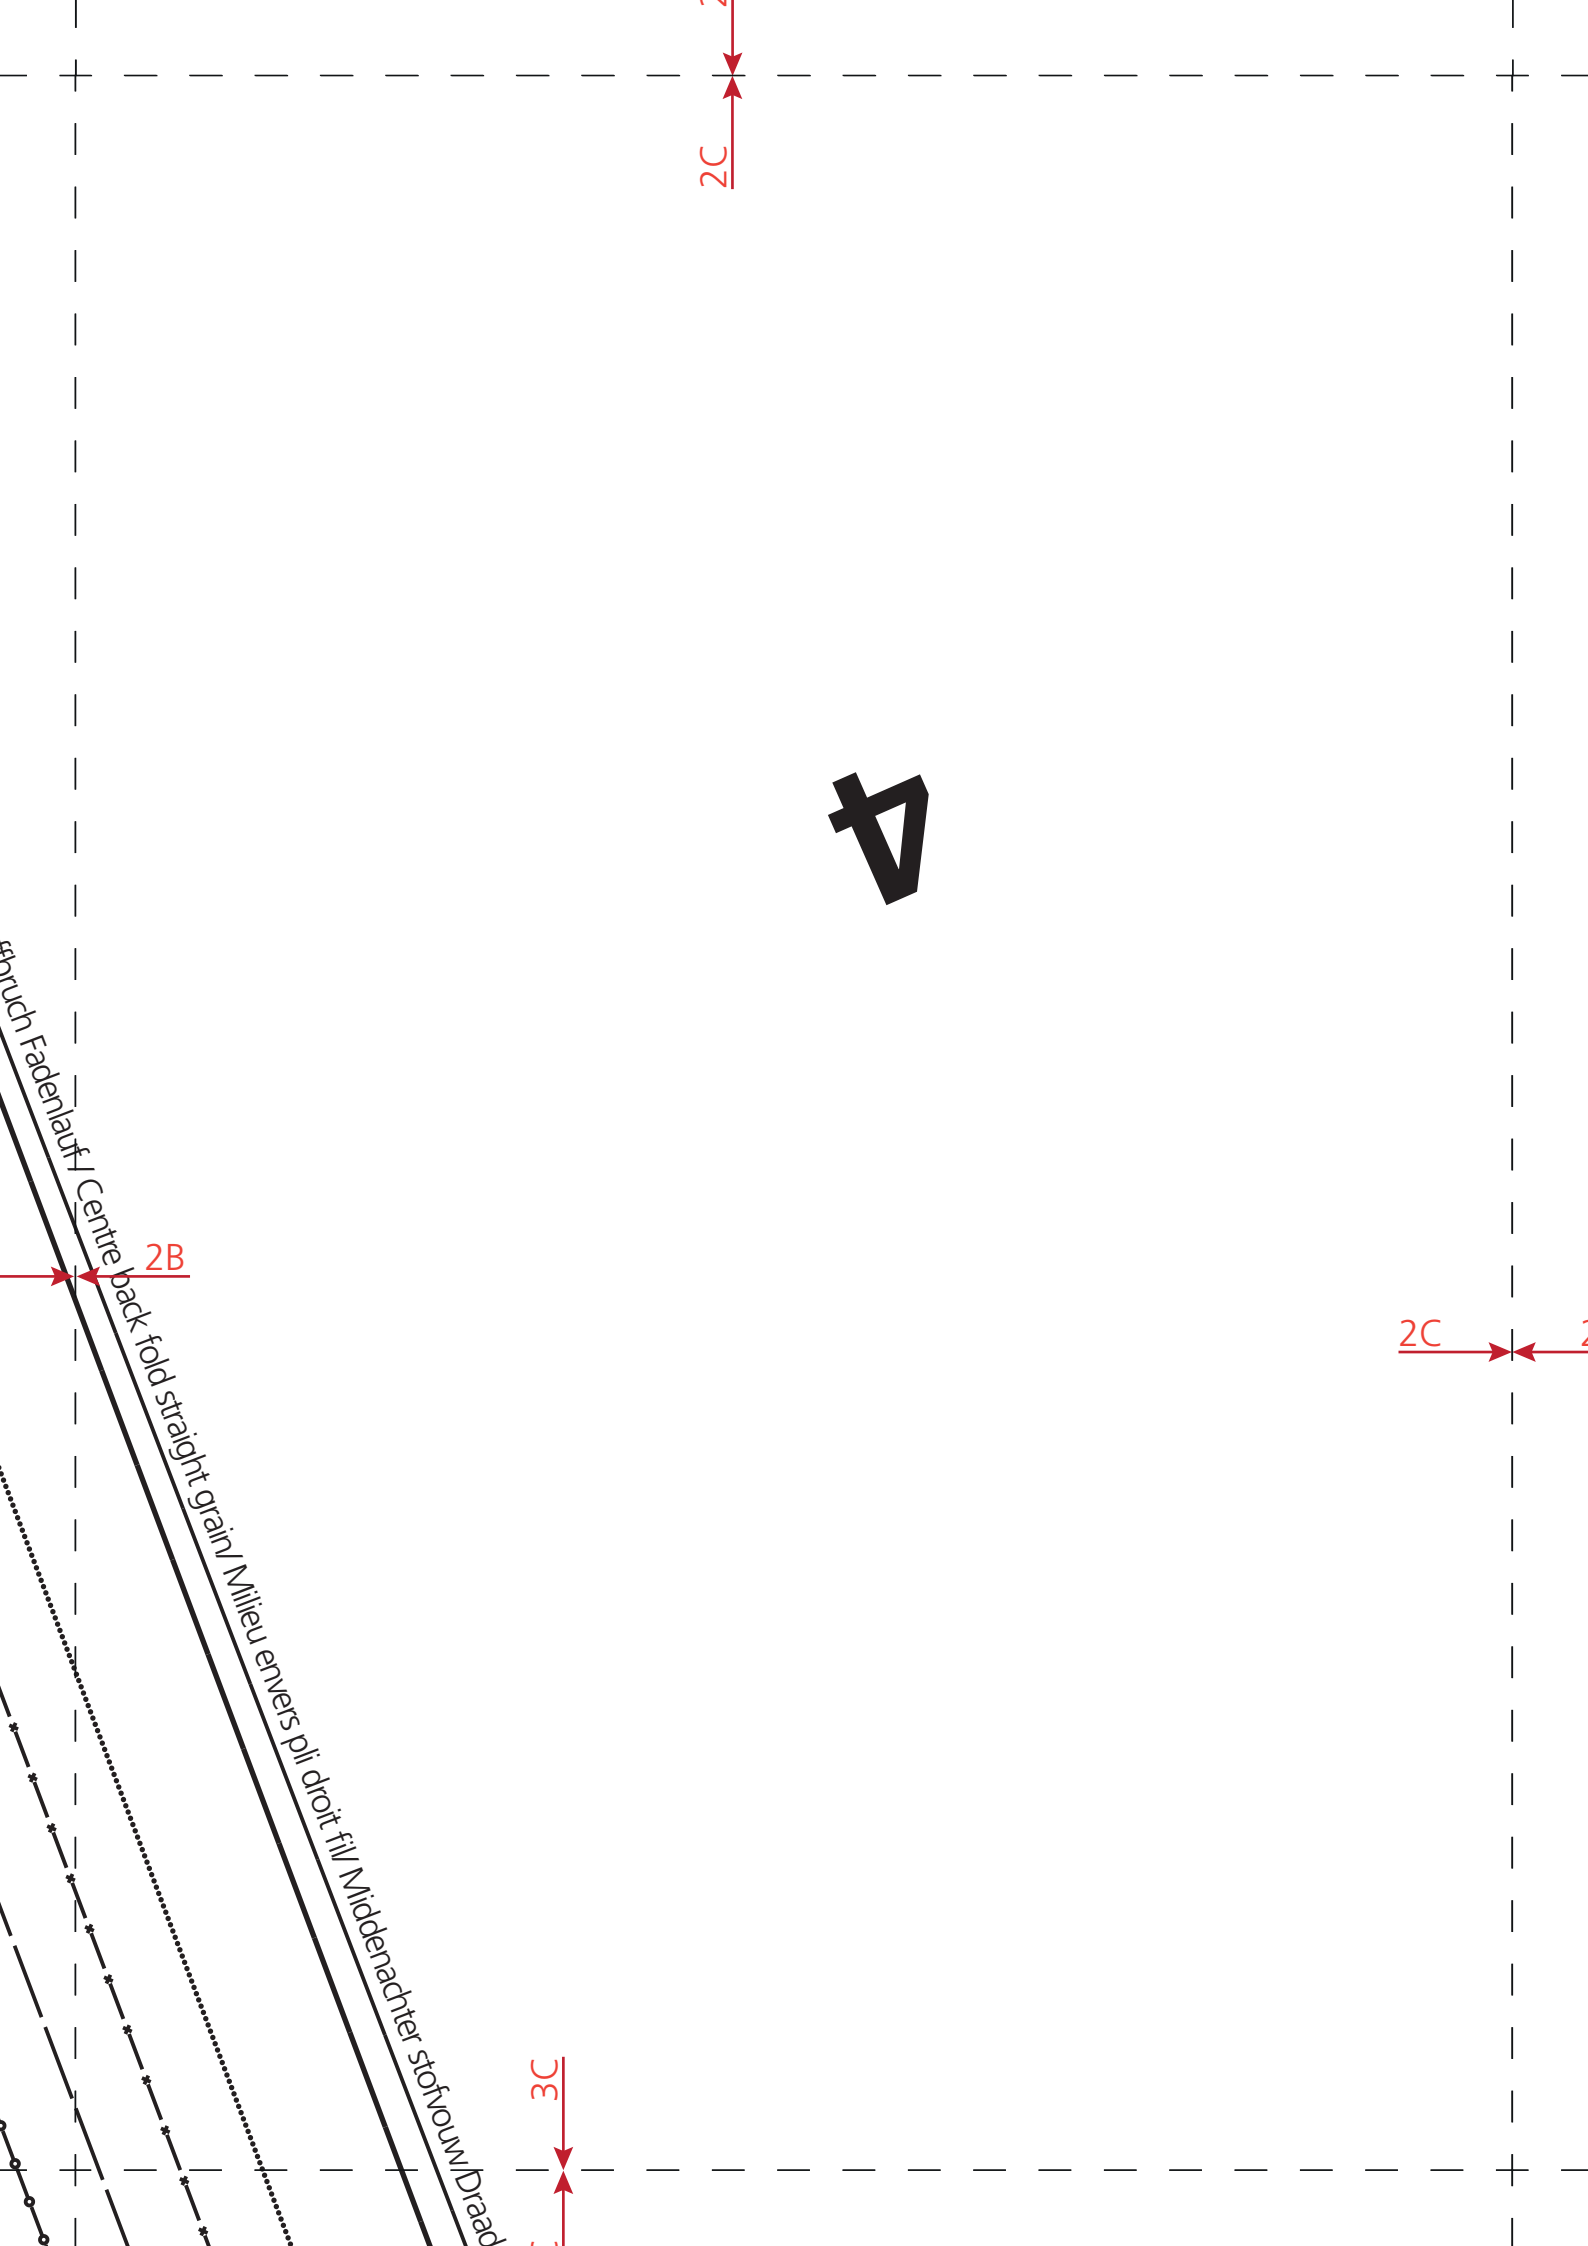 2C
4
ffbruch Fadenlauf / Centre back fold straight grain/ Milieu envers pli droit fil/ Middenachter stofvouw/Draad
2B
2C
3C